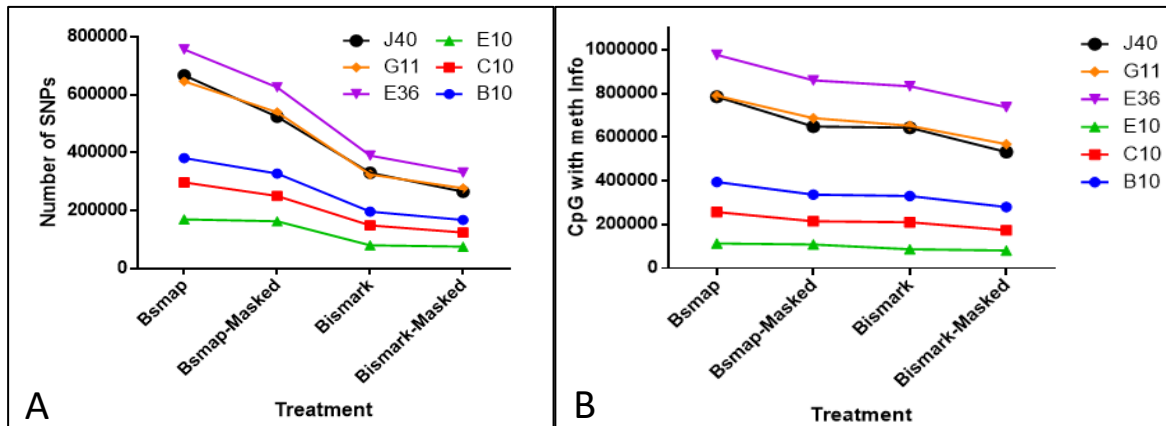 800000
600000
400000
200000
0
Number of SNPs
J40
G11
E36
E10
C10
B10
Bsmap
Bsmap-Masked
Bismark
Bismark-Masked
Treatment
A
1000000
800000
600000
400000
200000
0
CpG with meth Info
J40
G11
E36
E10
C10
B10
Bsmap
Bsmap-Masked
Bismark
Bismark-Masked
Treatment
B